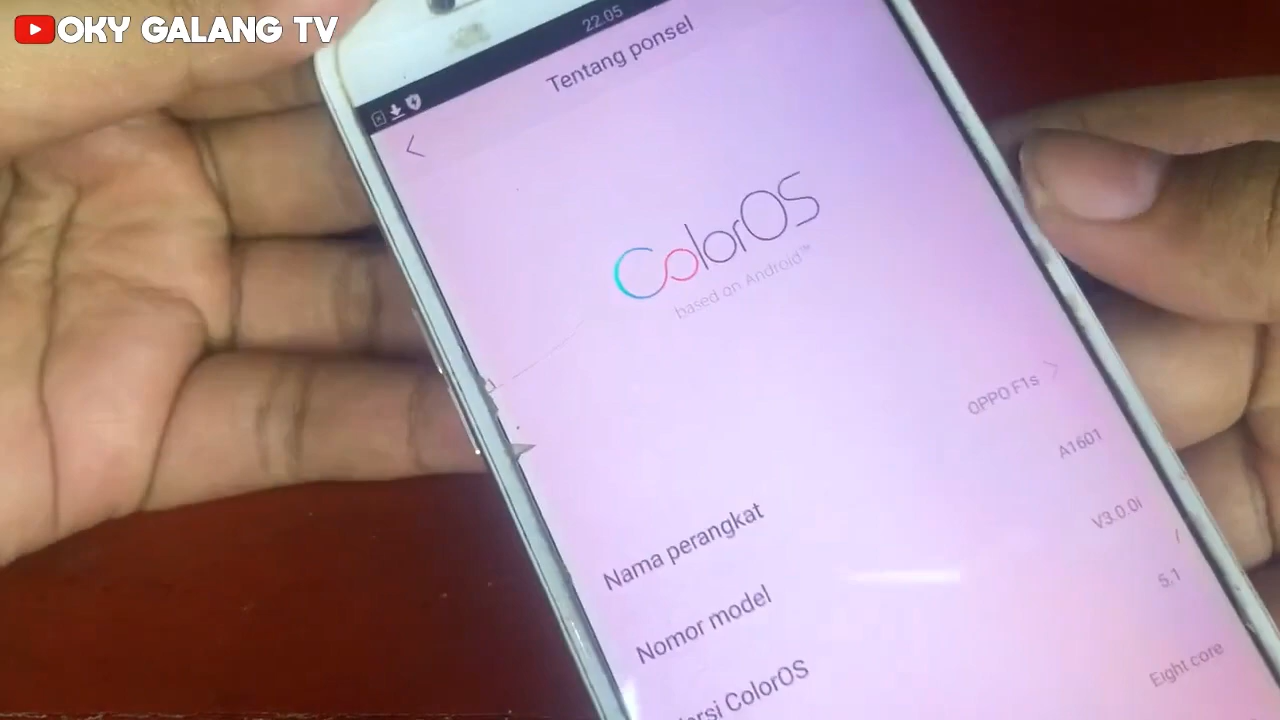 OKY GALANG TV
22.05
Tentang ponsel
ColorOS
based on Android™
Nama perangkat OPPO F1s
Nomor model A1601
ersi ColorOS V3.0.0i
5.1
Eight core